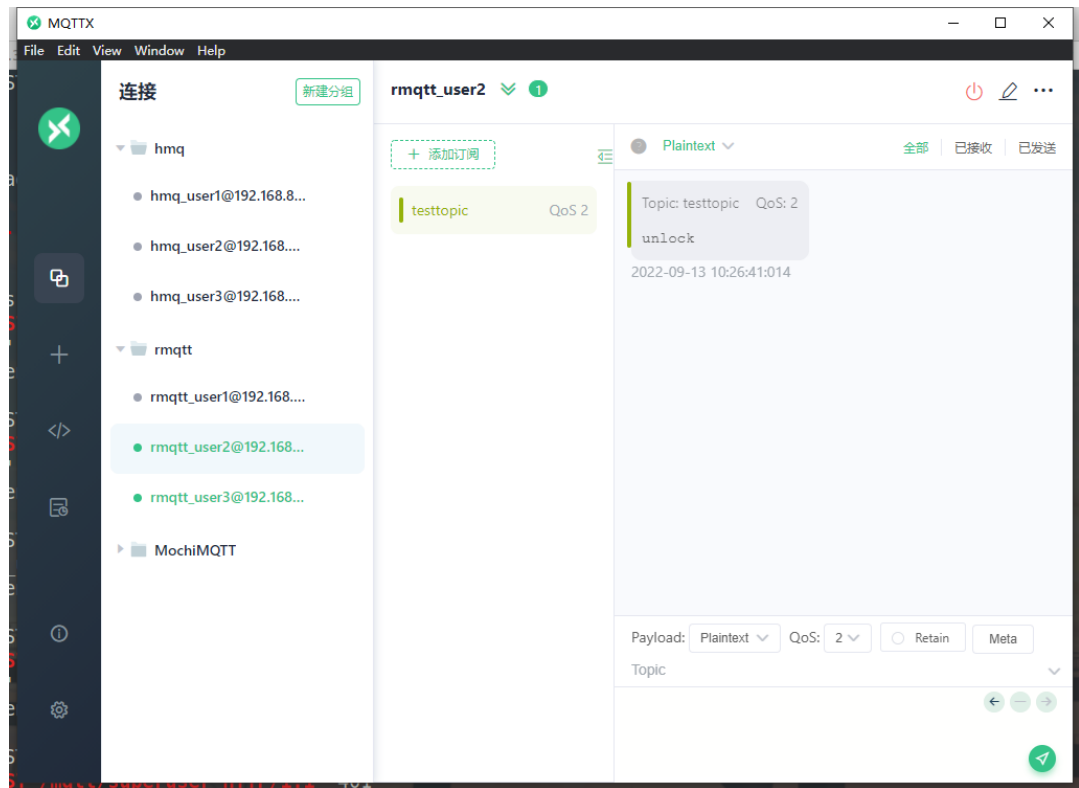 MQTTX
File Edit View Window Help
连接
新建分组
hmq
hmq_user1@192.168.8...
hmq_user2@192.168....
hmq_user3@192.168....
rmqtt
rmqtt_user1@192.168....
rmqtt_user2@192.168...
rmqtt_user3@192.168...
MochiMQTT
rmqtt_user2 1
+ 添加订阅
testtopic QoS 2
Plaintext 全部 已接收 已发送
Topic: testtopic QoS: 2
unlock
2022-09-13 10:26:41:014
Payload: Plaintext QoS: 2 Retain Meta
Topic